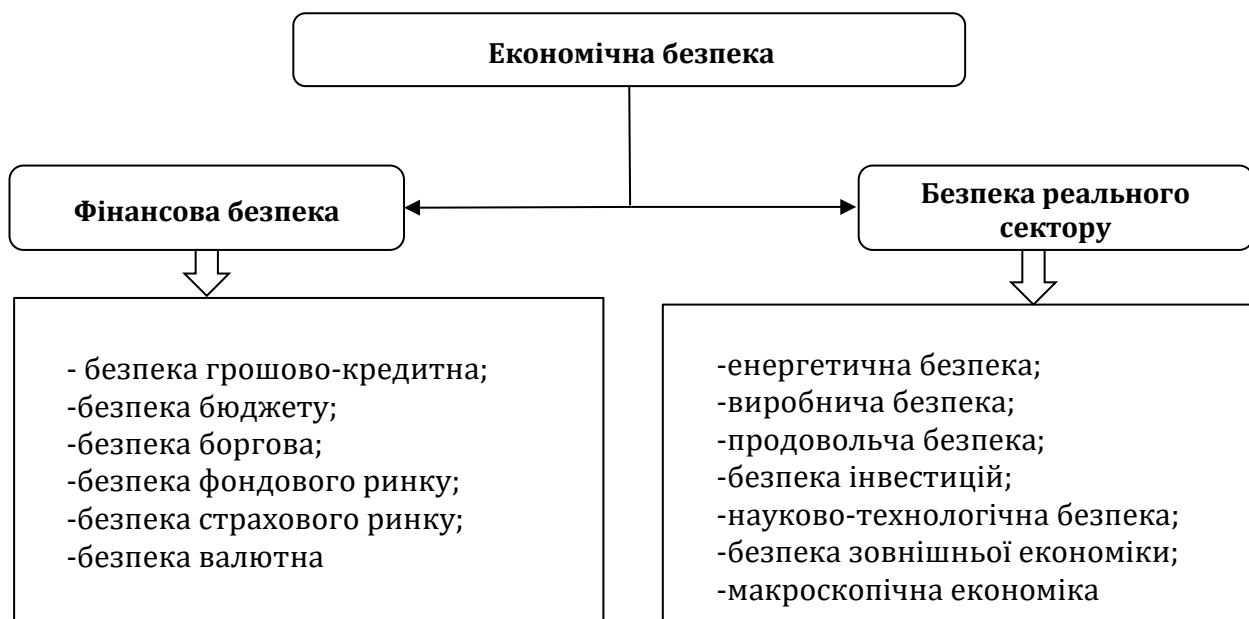 Економічна безпека
Фінансова безпека
Безпека реального
сектору
- безпека грошово-кредитна;
-безпека бюджету;
-безпека боргова;
-безпека фондового ринку;
-безпека страхового ринку;
-безпека валютна
-енергетична безпека;
-виробнича безпека;
-продовольча безпека;
-безпека інвестицій;
-науково-технологічна безпека;
-безпека зовнішньої економіки;
-макроскопічна економіка